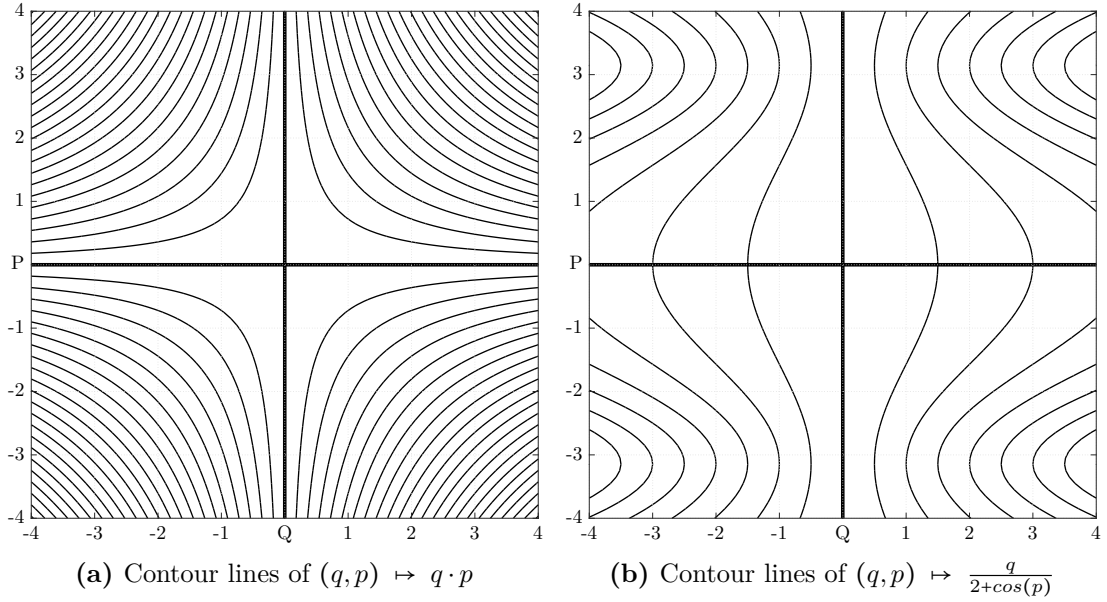 4 4
3 3
2 2
1 1
P P
-1 -1
-2 -2
-3 -3
-4 -4
-4 -3 -2 -1 Q 1 2 3 4 -4 -3 -2 -1 Q 1 2 3 4
(a) Contour lines of (q, p) ↦ q · p (b) Contour lines of (q, p) ↦ q/2+cos(p)